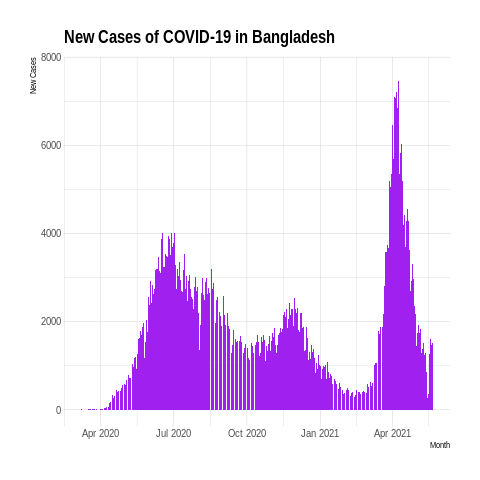 New Cases of COVID-19 in Bangladesh
New Cases
8000
6000
4000
2000
0
Apr 2020 Jul 2020 Oct 2020 Jan 2021 Apr 2021
Month